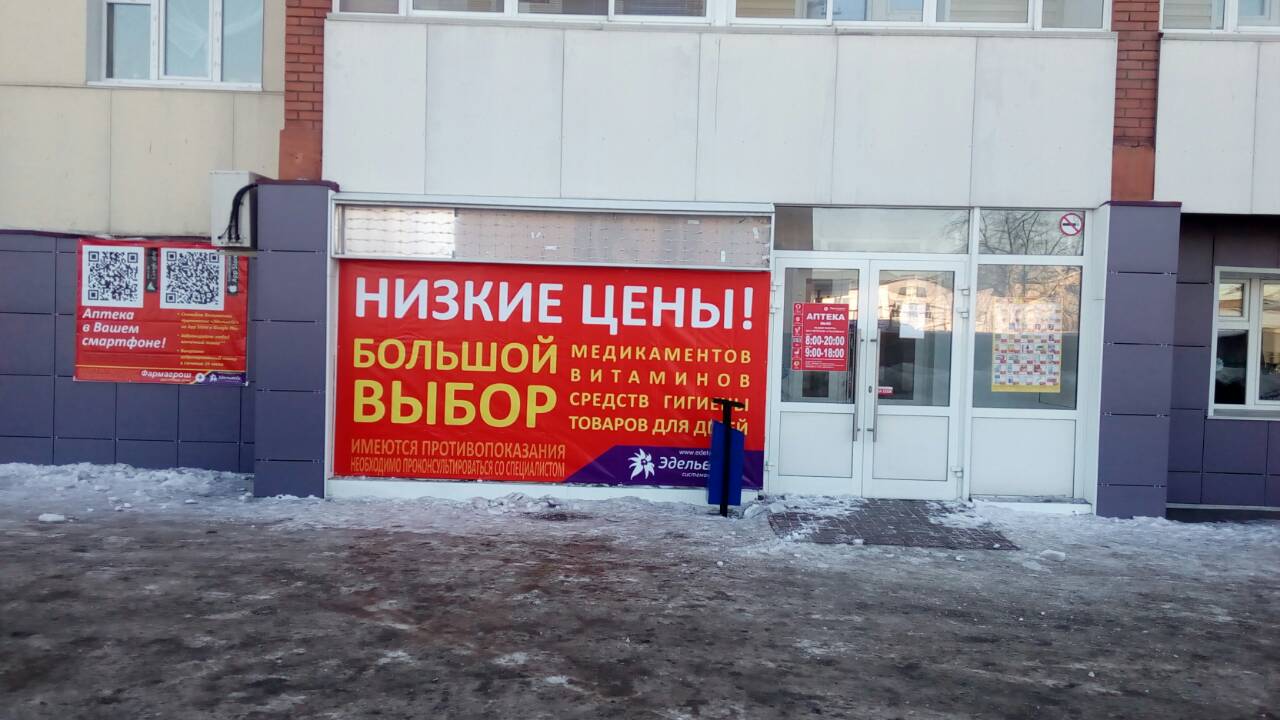 Аптека
в Вашем
смартфоне!
Фармагрош
НИЗКИЕ ЦЕНЫ!
БОЛЬШОЙ
ВЫБОР
МЕДИКАМЕНТОВ
ВИТАМИНОВ
СРЕДСТВ ГИГИЕНЫ
ТОВАРОВ ДЛЯ ДЕТЕЙ
ИМЕЮТСЯ ПРОТИВОПОКАЗАНИЯ
НЕОБХОДИМО ПРОКОНСУЛЬТИРОВАТЬСЯ СО СПЕЦИАЛИСТОМ
АПТЕКА
8:00-20:00
9:00-18:00